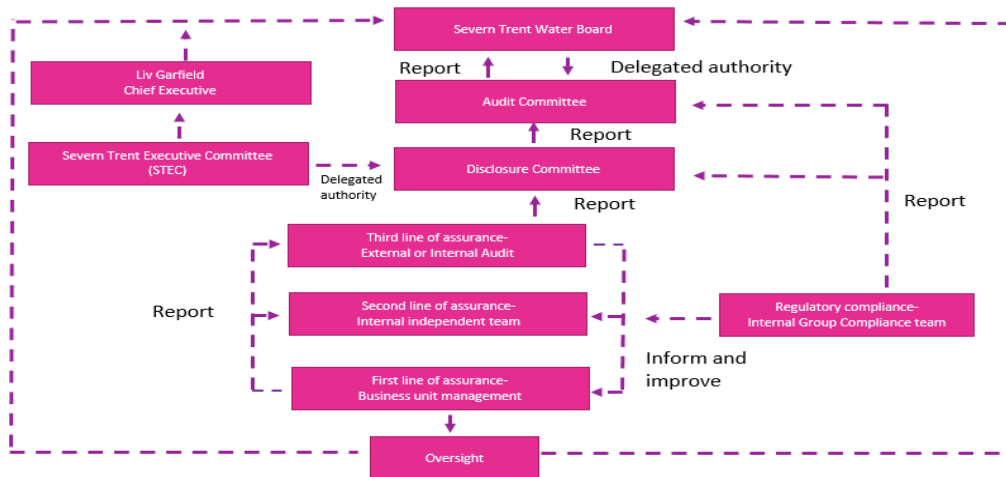 Severn Trent Water Board
Report
Delegated authority
Liv Garfield
Chief Executive
Audit Committee
Report
Severn Trent Executive Committee
(STEC)
Delegated
authority
Disclosure Committee
Report
Report
Third line of assurance-
External or Internal Audit
Report
Second line of assurance-
Internal independent team
Regulatory compliance-
Internal Group Compliance team
Inform and
improve
First line of assurance-
Business unit management
Oversight